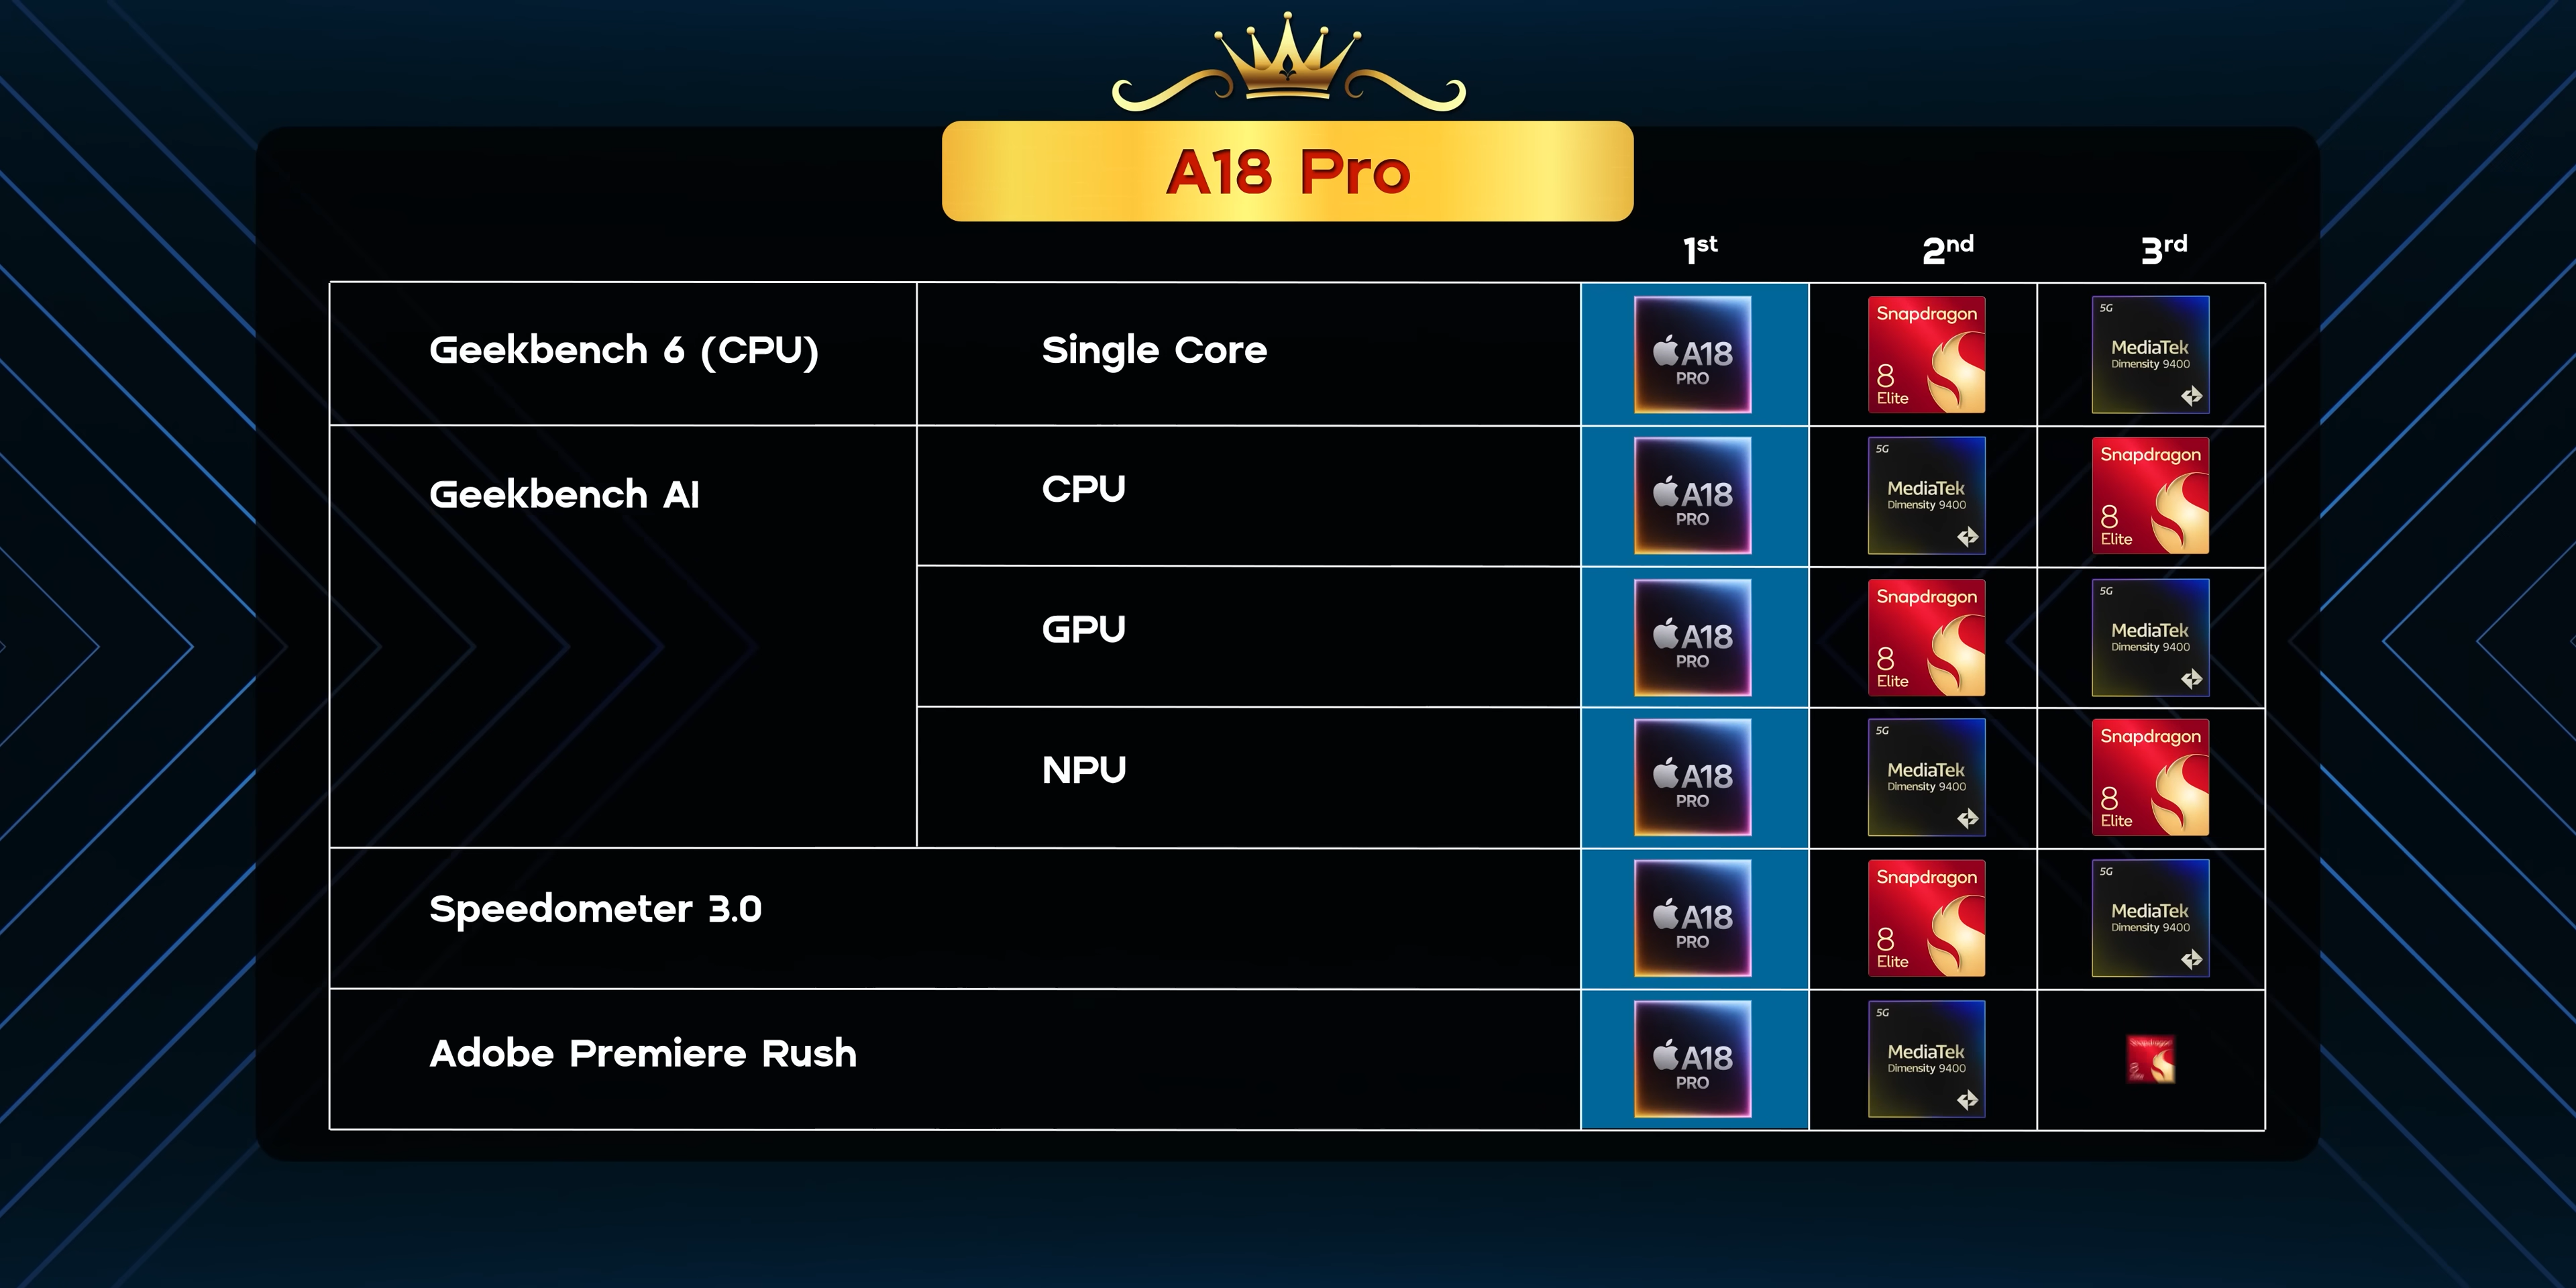 A18 Pro
1st 2nd 3rd
Geekbench 6 (CPU) Single Core
A18
PRO
Snapdragon
8
Elite
5G
MediaTek
Dimensity 9400
Geekbench AI CPU
A18
PRO
5G
MediaTek
Dimensity 9400
Snapdragon
8
Elite
GPU
A18
PRO
Snapdragon
8
Elite
5G
MediaTek
Dimensity 9400
NPU
A18
PRO
5G
MediaTek
Dimensity 9400
Snapdragon
8
Elite
Speedometer 3.0
A18
PRO
Snapdragon
8
Elite
5G
MediaTek
Dimensity 9400
Adobe Premiere Rush
A18
PRO
5G
MediaTek
Dimensity 9400
Snapdragon